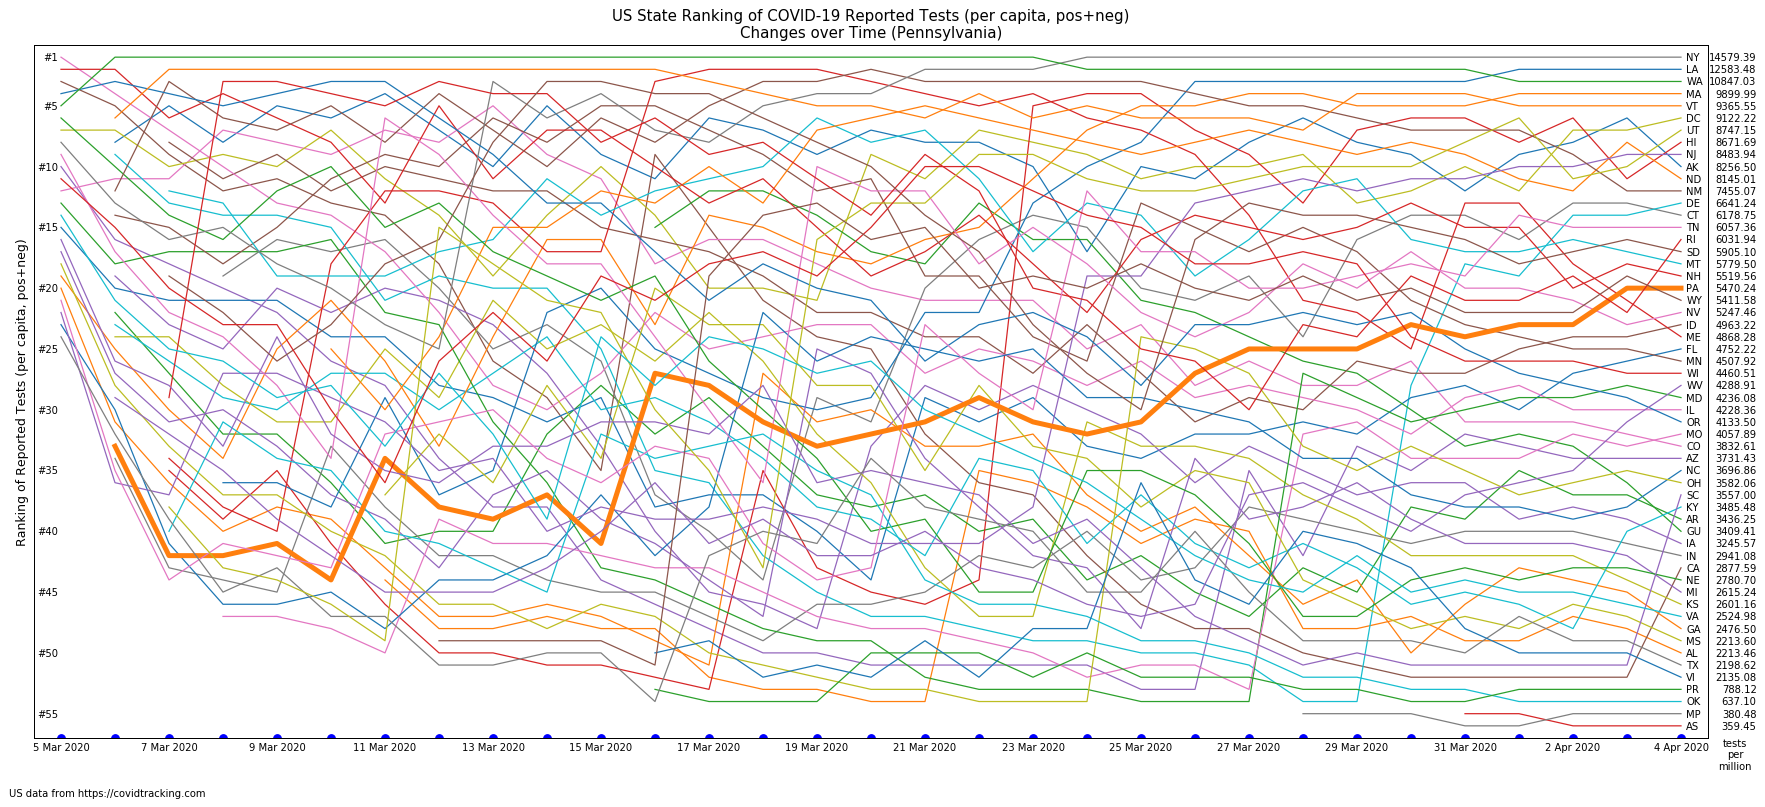 US State Ranking of COVID-19 Reported Tests (per capita, pos+neg)
Changes over Time (Pennsylvania)
Ranking of Reported Tests (per capita, pos+neg)
#1
#5
#10
#15
#20
#25
#30
#35
#40
#45
#50
#55
NY 14579.39
LA 12583.48
WA 10847.03
MA 9899.99
VT 9365.55
DC 9122.22
UT 8747.15
HI 8671.69
NJ 8483.94
AK 8256.50
ND 8145.01
NM 7455.07
DE 6641.24
CT 6178.75
TN 6057.36
RI 6031.94
SD 5905.10
MT 5779.50
NH 5519.56
PA 5470.24
WY 5411.58
NV 5247.46
ID 4963.22
ME 4868.28
FL 4752.22
MN 4507.92
WI 4460.51
WV 4288.91
MD 4236.08
IL 4228.36
OR 4133.50
MO 4057.89
CO 3832.61
AZ 3731.43
NC 3696.86
OH 3582.06
SC 3557.00
KY 3485.48
AR 3436.25
GU 3409.41
IA 3245.57
IN 2941.08
CA 2877.59
NE 2780.70
MI 2615.24
KS 2601.16
VA 2524.98
GA 2476.50
MS 2213.60
AL 2213.46
TX 2198.62
VI 2135.08
PR 788.12
OK 637.10
MP 380.48
AS 359.45
5 Mar 2020 7 Mar 2020 9 Mar 2020 11 Mar 2020 13 Mar 2020 15 Mar 2020 17 Mar 2020 19 Mar 2020 21 Mar 2020 23 Mar 2020 25 Mar 2020 27 Mar 2020 29 Mar 2020 31 Mar 2020 2 Apr 2020 4 Apr 2020
tests
per
million
US data from https://covidtracking.com